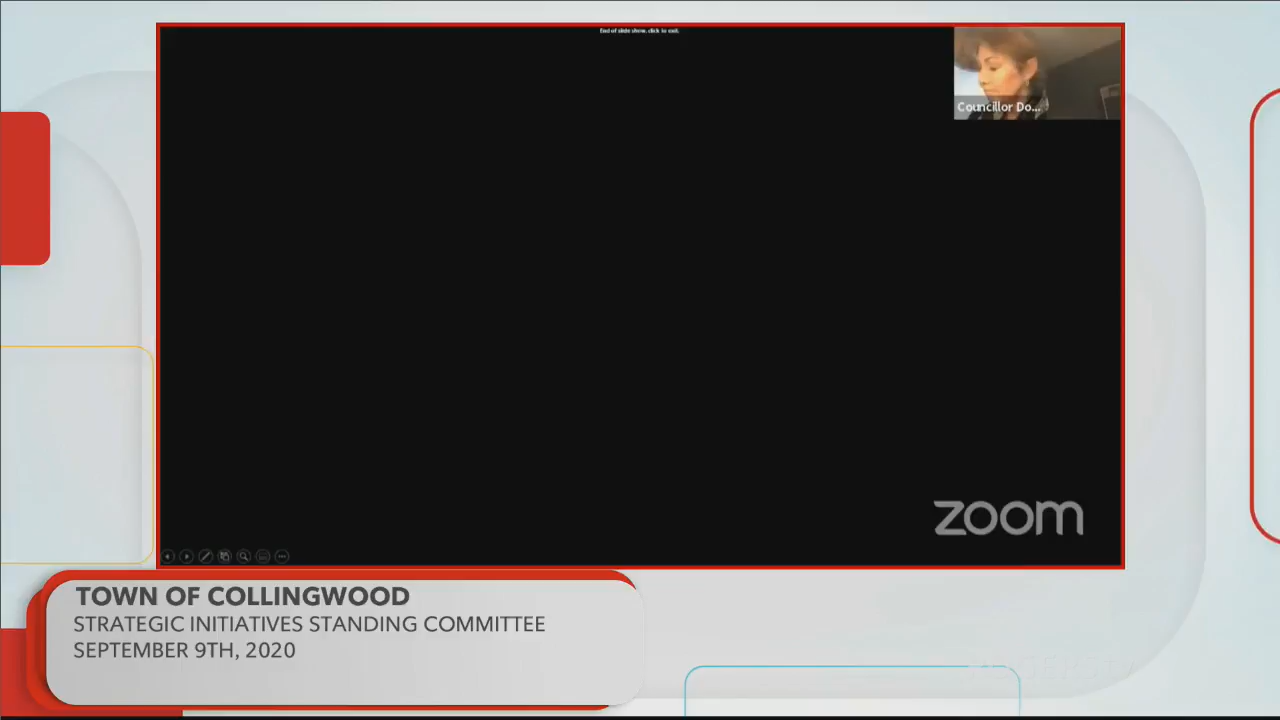 End of slide show, click to exit.
Councillor Do...
zoom
TOWN OF COLLINGWOOD
STRATEGIC INITIATIVES STANDING COMMITTEE
SEPTEMBER 9TH, 2020